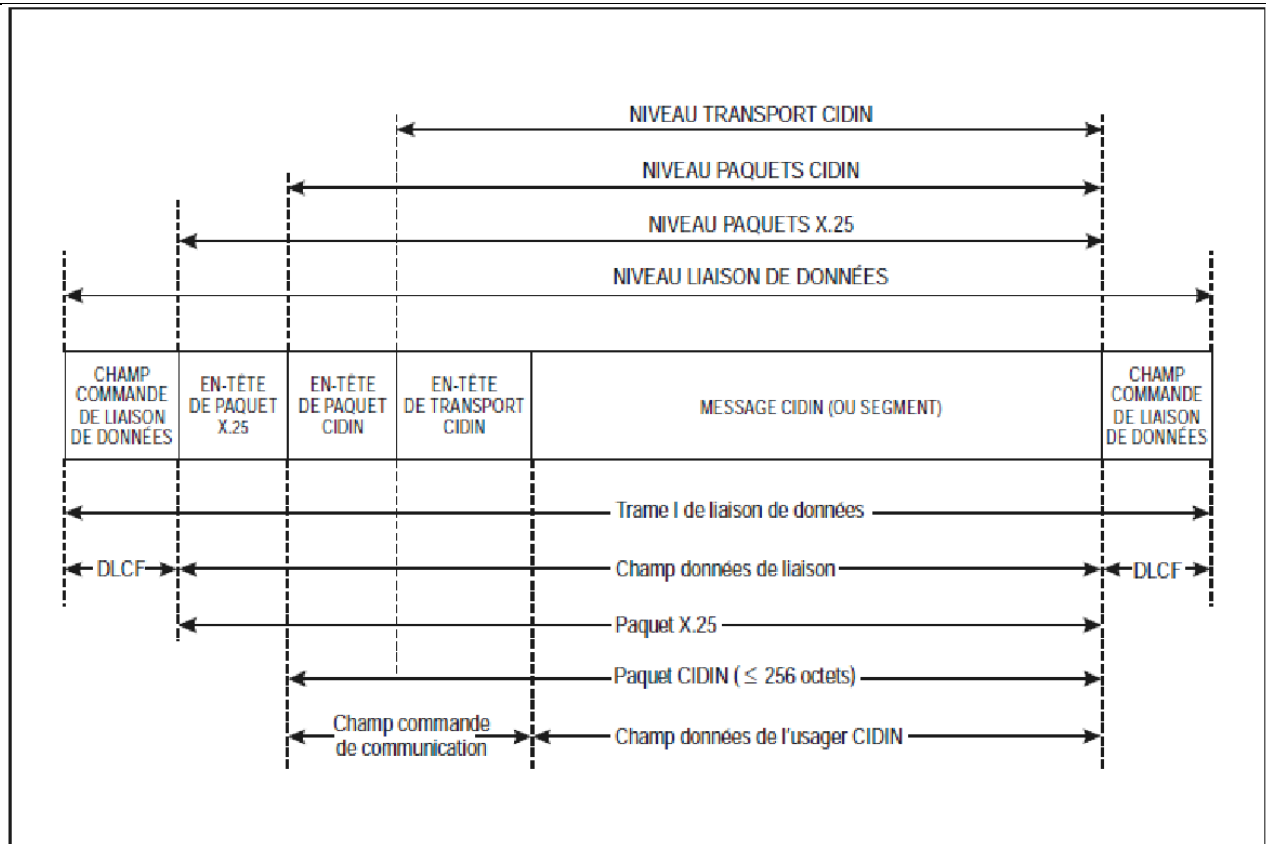 NIVEAU TRANSPORT CIDIN
NIVEAU PAQUETS CIDIN
NIVEAU PAQUETS X.25
NIVEAU LIAISON DE DONNÉES
CHAMP
COMMANDE
DE LIAISON
DE DONNÉES
EN-TÊTE
DE PAQUET
X.25
EN-TÊTE
DE PAQUET
CIDIN
EN-TÊTE
DE TRANSPORT
CIDIN
MESSAGE CIDIN (OU SEGMENT)
CHAMP
COMMANDE
DE LIAISON
DE DONNÉES
Trame I de liaison de données
DLCF
Champ données de liaison
DLCF
Paquet X.25
Paquet CIDIN ( ≤ 256 octets)
Champ commande
de communication
Champ données de l'usager CIDIN